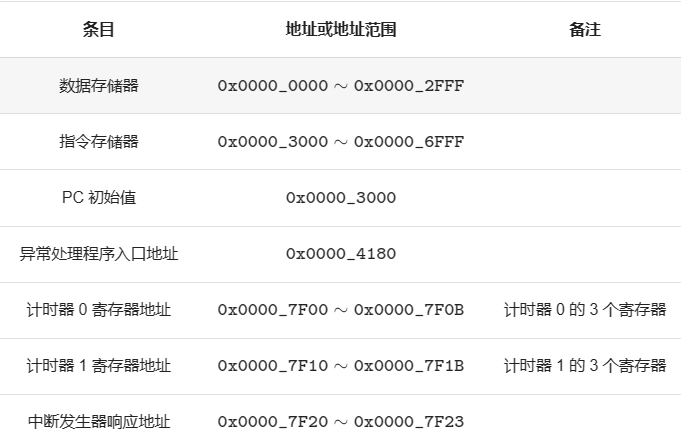 条目 地址或地址范围 备注
数据存储器 0x0000_0000 ∼ 0x0000_2FFF
指令存储器 0x0000_3000 ∼ 0x0000_6FFF
PC 初始值 0x0000_3000
异常处理程序入口地址 0x0000_4180
计时器 0 寄存器地址 0x0000_7F00 ∼ 0x0000_7F0B 计时器 0 的 3 个寄存器
计时器 1 寄存器地址 0x0000_7F10 ∼ 0x0000_7F1B 计时器 1 的 3 个寄存器
中断发生器响应地址 0x0000_7F20 ∼ 0x0000_7F23